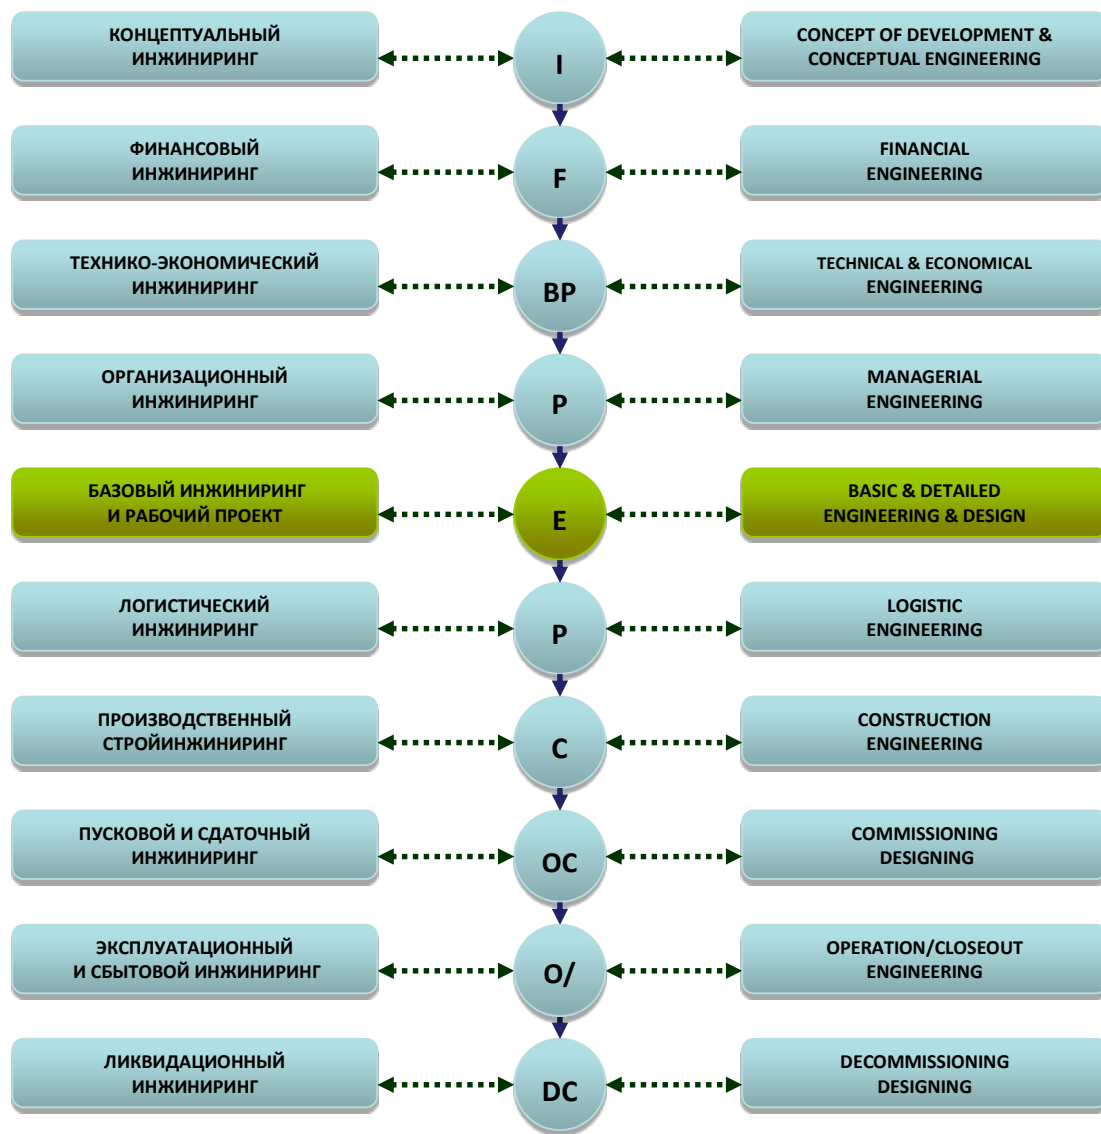 КОНЦЕПТУАЛЬНЫЙ
ИНЖИНИРИНГ
I
CONCEPT OF DEVELOPMENT &
CONCEPTUAL ENGINEERING
ФИНАНСОВЫЙ
ИНЖИНИРИНГ
F
FINANCIAL
ENGINEERING
ТЕХНИКО-ЭКОНОМИЧЕСКИЙ
ИНЖИНИРИНГ
BP
TECHNICAL & ECONOMICAL
ENGINEERING
ОРГАНИЗАЦИОННЫЙ
ИНЖИНИРИНГ
P
MANAGERIAL
ENGINEERING
БАЗОВЫЙ ИНЖИНИРИНГ
И РАБОЧИЙ ПРОЕКТ
E
BASIC & DETAILED
ENGINEERING & DESIGN
ЛОГИСТИЧЕСКИЙ
ИНЖИНИРИНГ
P
LOGISTIC
ENGINEERING
ПРОИЗВОДСТВЕННЫЙ
СТРОЙИНЖИНИРИНГ
C
CONSTRUCTION
ENGINEERING
ПУСКОВОЙ И СДАТОЧНЫЙ
ИНЖИНИРИНГ
OC
COMMISSIONING
DESIGNING
ЭКСПЛУАТАЦИОННЫЙ
И СБЫТОВОЙ ИНЖИНИРИНГ
O/
OPERATION/CLOSEOUT
ENGINEERING
ЛИКВИДАЦИОННЫЙ
ИНЖИНИРИНГ
DC
DECOMMISSIONING
DESIGNING